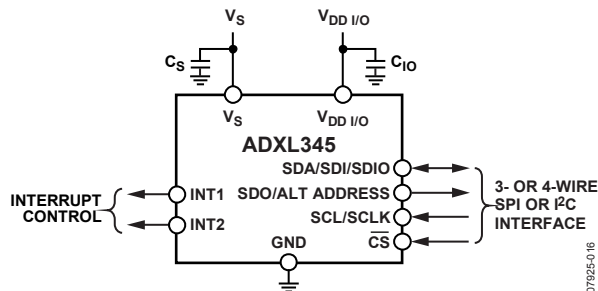 VS
VDD I/O
CS
CIO
VS
VDD I/O
ADXL345
SDA/SDI/SDIO
SDO/ALT ADDRESS
SCL/SCLK
CS
INT1
INT2
GND
INTERRUPT
CONTROL
3- OR 4-WIRE
SPI OR I2C
INTERFACE
07925-016